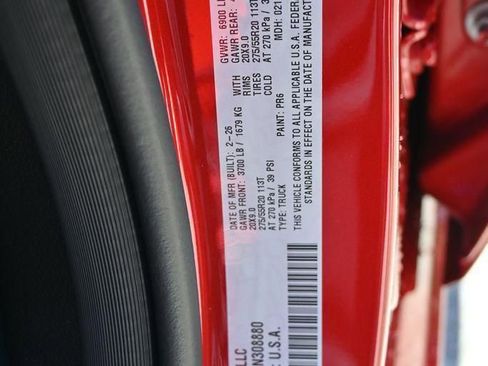 LLC
DATE OF MFR (BUILT): 2-26 GVWR: 6900 L
GAWR FRONT: 3700 LB / 1679 KG WITH GAWR REAR:
20X9.0 RIMS 20X9.0
275/55R20 113T TIRES 275/55R20 113T
AT 270 kPa / 39 PSI COLD AT 270 kPa /
TYPE: TRUCK PAINT: PR6 MDH: 021
THIS VEHICLE CONFORMS TO ALL APPLICABLE U.S.A. FEDER
STANDARDS IN EFFECT ON THE DATE OF MANUFACT
N308880
U.S.A.